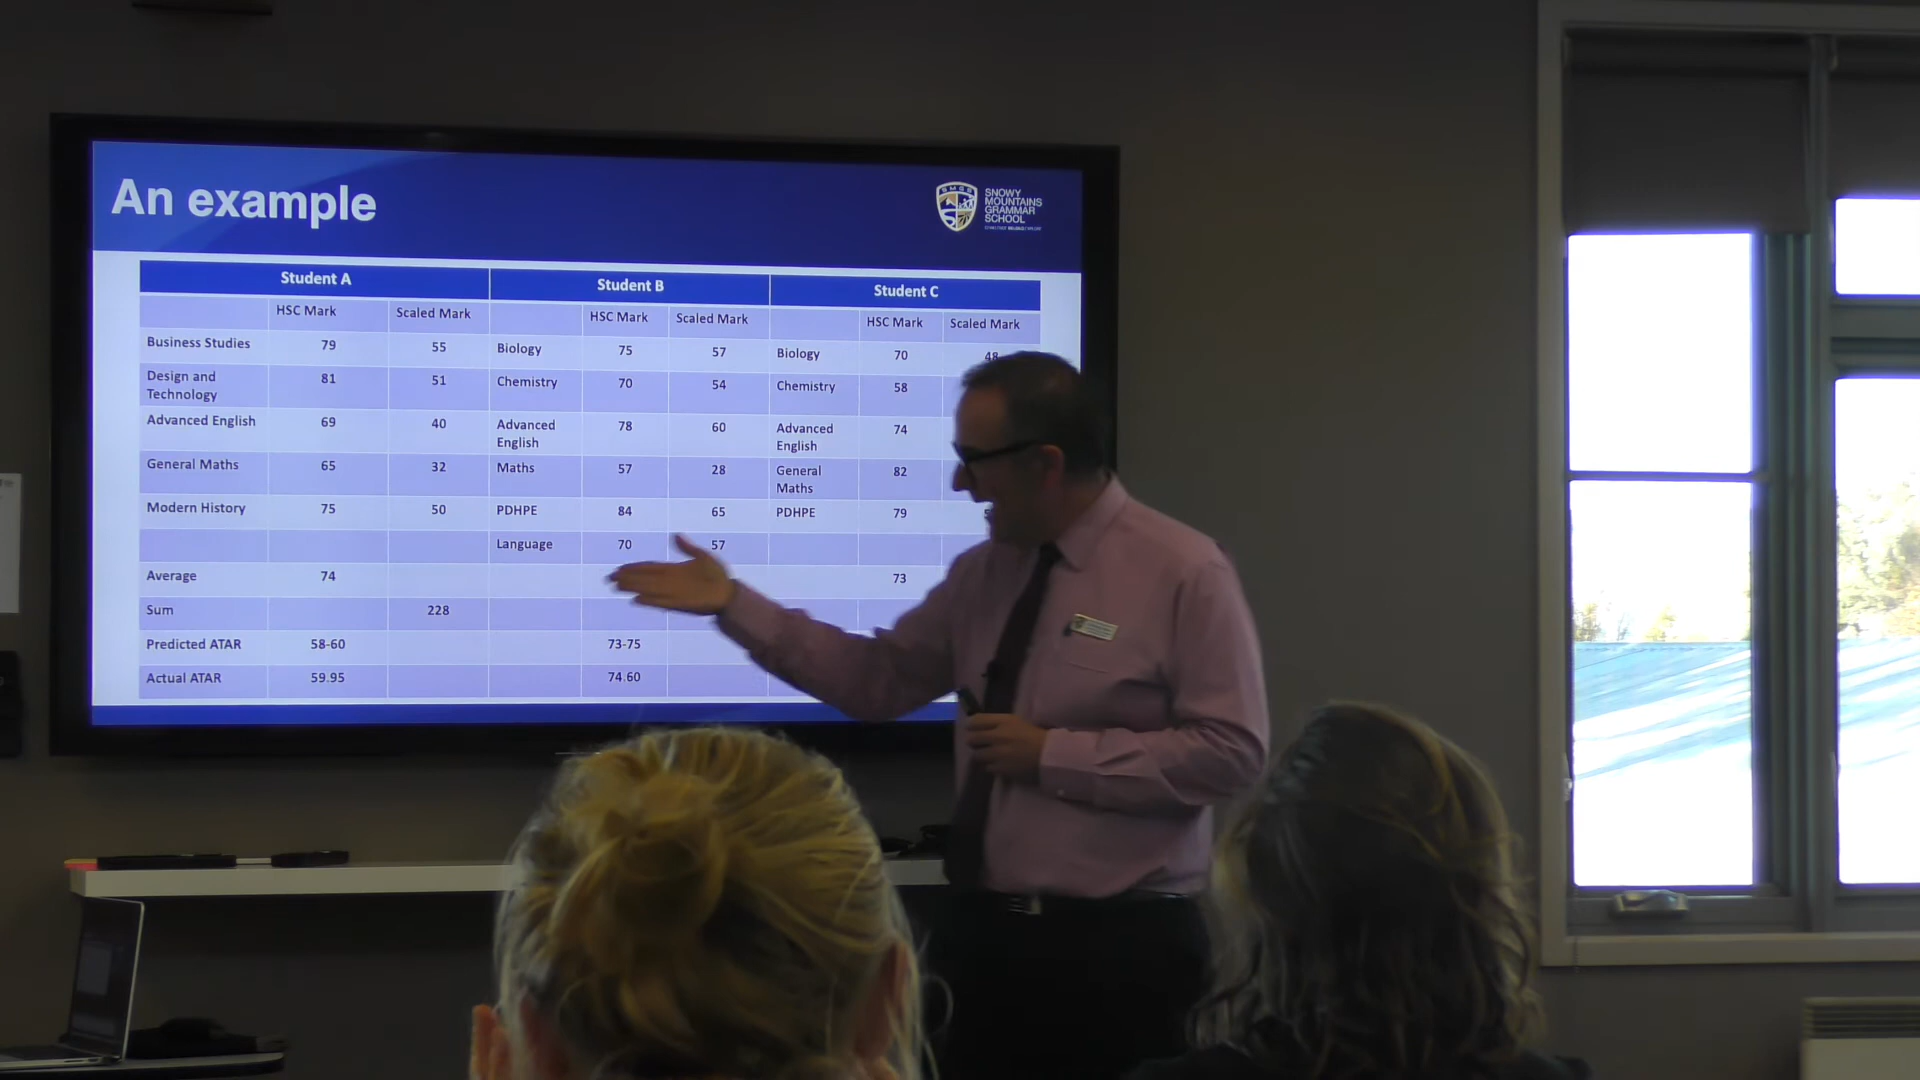 An example
SMGS
SNOWY
MOUNTAINS
GRAMMAR
SCHOOL
Student A Student B Student C
HSC Mark Scaled Mark HSC Mark Scaled Mark HSC Mark Scaled Mark
Business Studies 79 55 Biology 75 57 Biology 70 48
Design and Technology 81 51 Chemistry 70 54 Chemistry 58
Advanced English 69 40 Advanced English 78 60 Advanced English 74
General Maths 65 32 Maths 57 28 General Maths 82
Modern History 75 50 PDHPE 84 65 PDHPE 79
Language 70 57
Average 74 73
Sum 228
Predicted ATAR 58-60 73-75
Actual ATAR 59.95 74.60